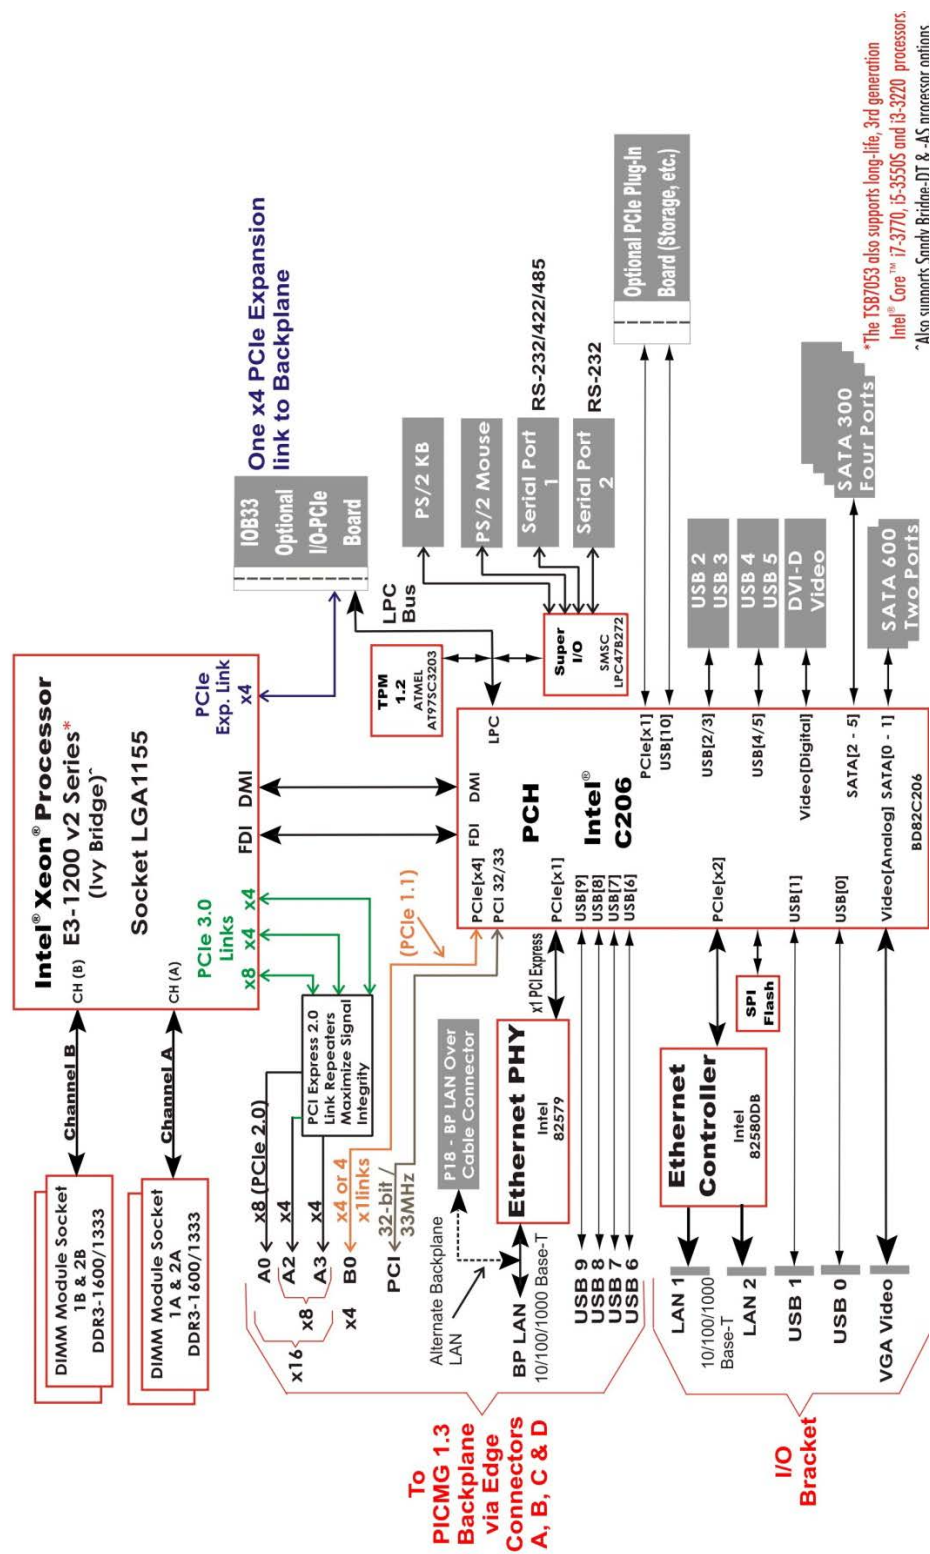 DIMM Module Socket
1B & 2B
DDR3-1600/1333
Channel B
DIMM Module Socket
1A & 2A
DDR3-1600/1333
Channel A
Intel® Xeon® Processor
E3-1200 v2 Series*
(Ivy Bridge)^
Socket LGA1155
CH (B)
CH (A)
PCIe 3.0
Links
x8
x4
x4
FDI
DMI
PCIe
Exp. Link
x4
One x4 PCIe Expansion
link to Backplane
IOB33
Optional
I/O-PCIe
Board
A0
x8 (PCIe 2.0)
A2
x4
A3
x4
x8
x16
B0
x4 or 4
x1links
x4
PCI
32-bit /
33MHz
PCI Express 2.0
Link Repeaters
Maximize Signal
Integrity
(PCIe 1.1)
TPM
1.2
ATMEL
AT97SC3203
LPC
Bus
Super
I/O
SMSC
LPC47B272
PS/2 KB
PS/2 Mouse
Serial Port
1
RS-232/422/485
Serial Port
2
RS-232
To
PICMG 1.3
Backplane
via Edge
Connectors
A, B, C & D
Alternate Backplane
LAN
P18 - BP LAN Over
Cable Connector
BP LAN
10/100/1000 Base-T
Ethernet PHY
Intel
82579
x1 PCI Express
USB 9
USB 8
USB 7
USB 6
PCH
Intel®
C206
BD82C206
PCIe[x4]
PCI 32/33
FDI
DMI
LPC
PCIe[x1]
USB[9]
USB[8]
USB[7]
USB[6]
PCIe[x2]
USB[1]
USB[0]
Video[Analog]
PCIe[x1]
USB[10]
USB[2/3]
USB[4/5]
Video[Digital]
SATA[2 - 5]
SATA[0 - 1]
Optional PCIe Plug-In
Board (Storage, etc.)
USB 2
USB 3
USB 4
USB 5
DVI-D
Video
SATA 300
Four Ports
SATA 600
Two Ports
I/O
Bracket
LAN 1
10/100/1000
Base-T
LAN 2
Ethernet
Controller
Intel
82580DB
SPI
Flash
USB 1
USB 0
VGA Video
*The TSB7053 also supports long-life, 3rd generation
Intel® Core™ i7-3770, i5-3550S and i3-3220 processors.
^Also supports Sandy Bridge-DT & -AS processor options